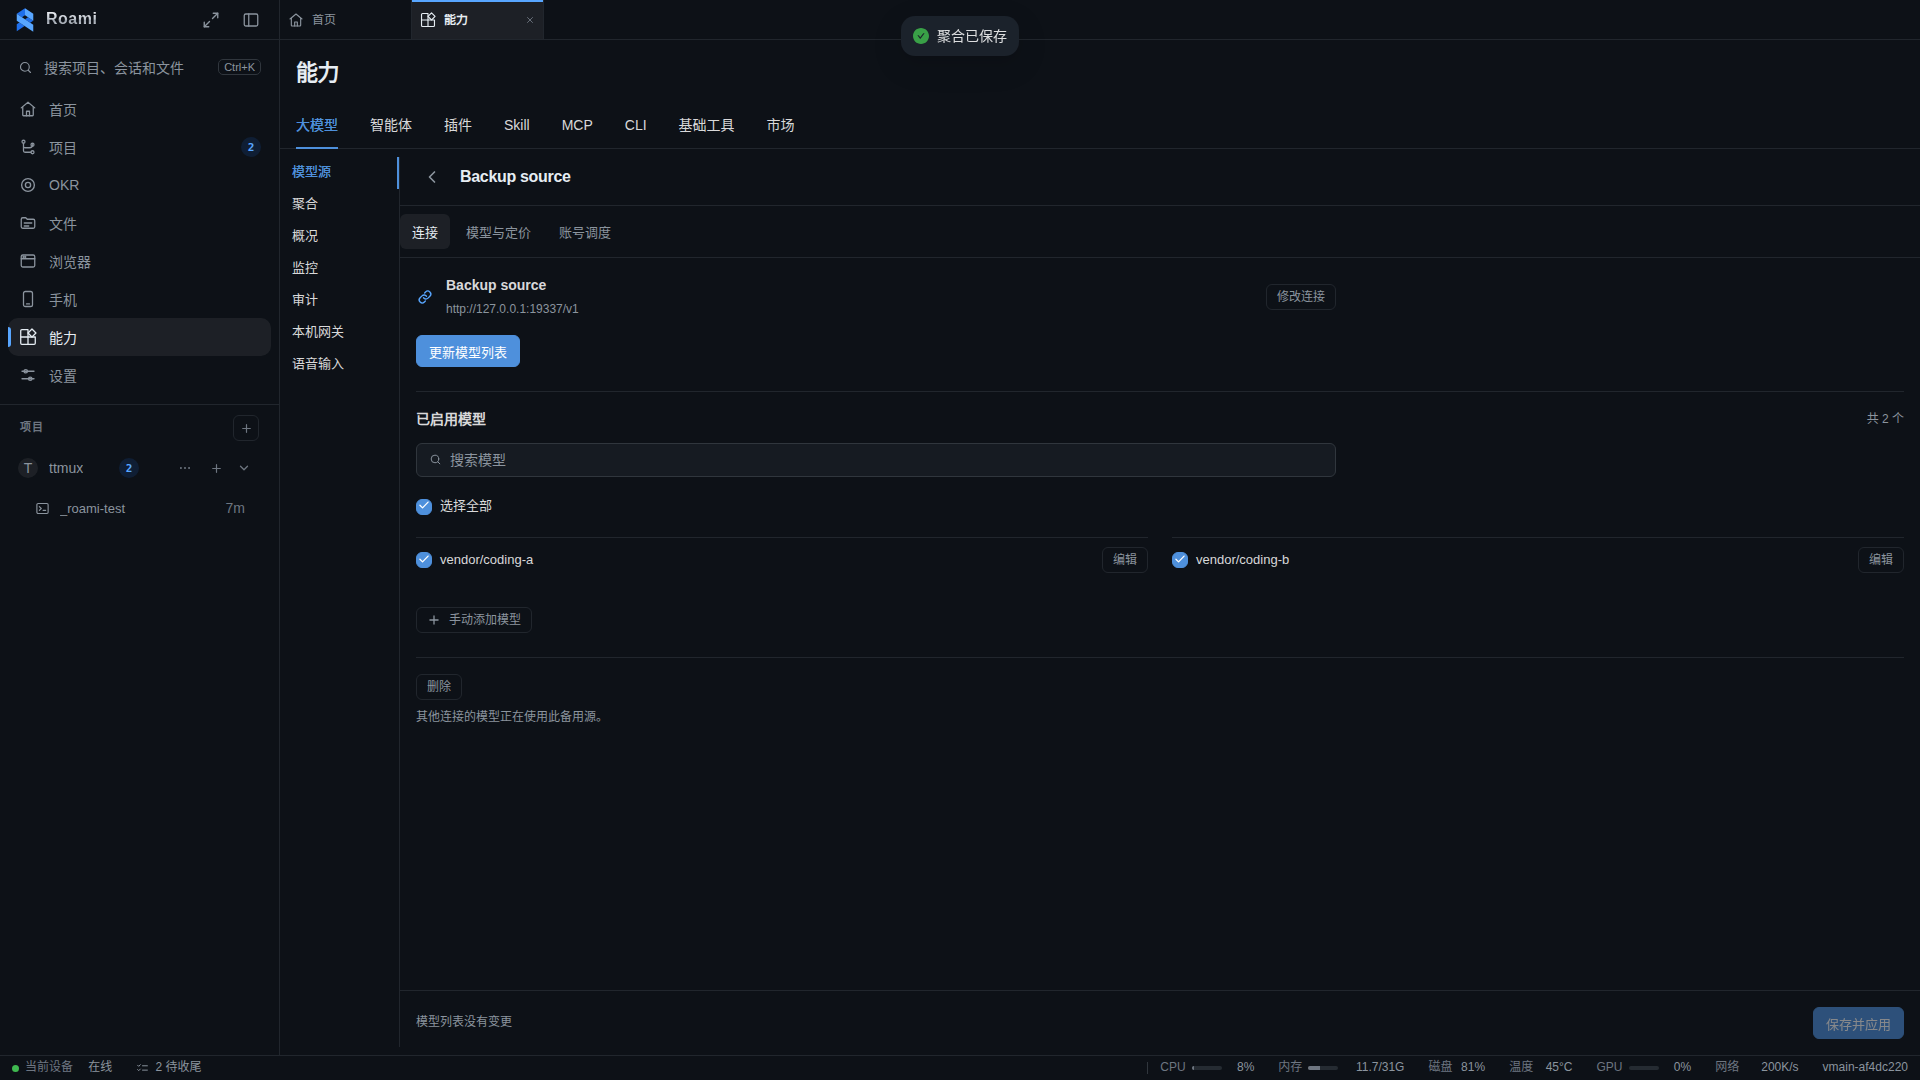 Roami
首页
能力
聚合已保存
搜索项目、会话和文件
Ctrl+K
首页
项目
2
OKR
文件
浏览器
手机
能力
设置
项目
T
ttmux
2
_roami-test
7m
能力
大模型
智能体
插件
Skill
MCP
CLI
基础工具
市场
模型源
聚合
概况
监控
审计
本机网关
语音输入
Backup source
连接
模型与定价
账号调度
Backup source
http://127.0.0.1:19337/v1
修改连接
更新模型列表
已启用模型
共 2 个
搜索模型
选择全部
vendor/coding-a
编辑
vendor/coding-b
编辑
手动添加模型
删除
其他连接的模型正在使用此备用源。
模型列表没有变更
保存并应用
当前设备
在线
2 待收尾
CPU
8%
内存
11.7/31G
磁盘
81%
温度
45°C
GPU
0%
网络
200K/s
vmain-af4dc220